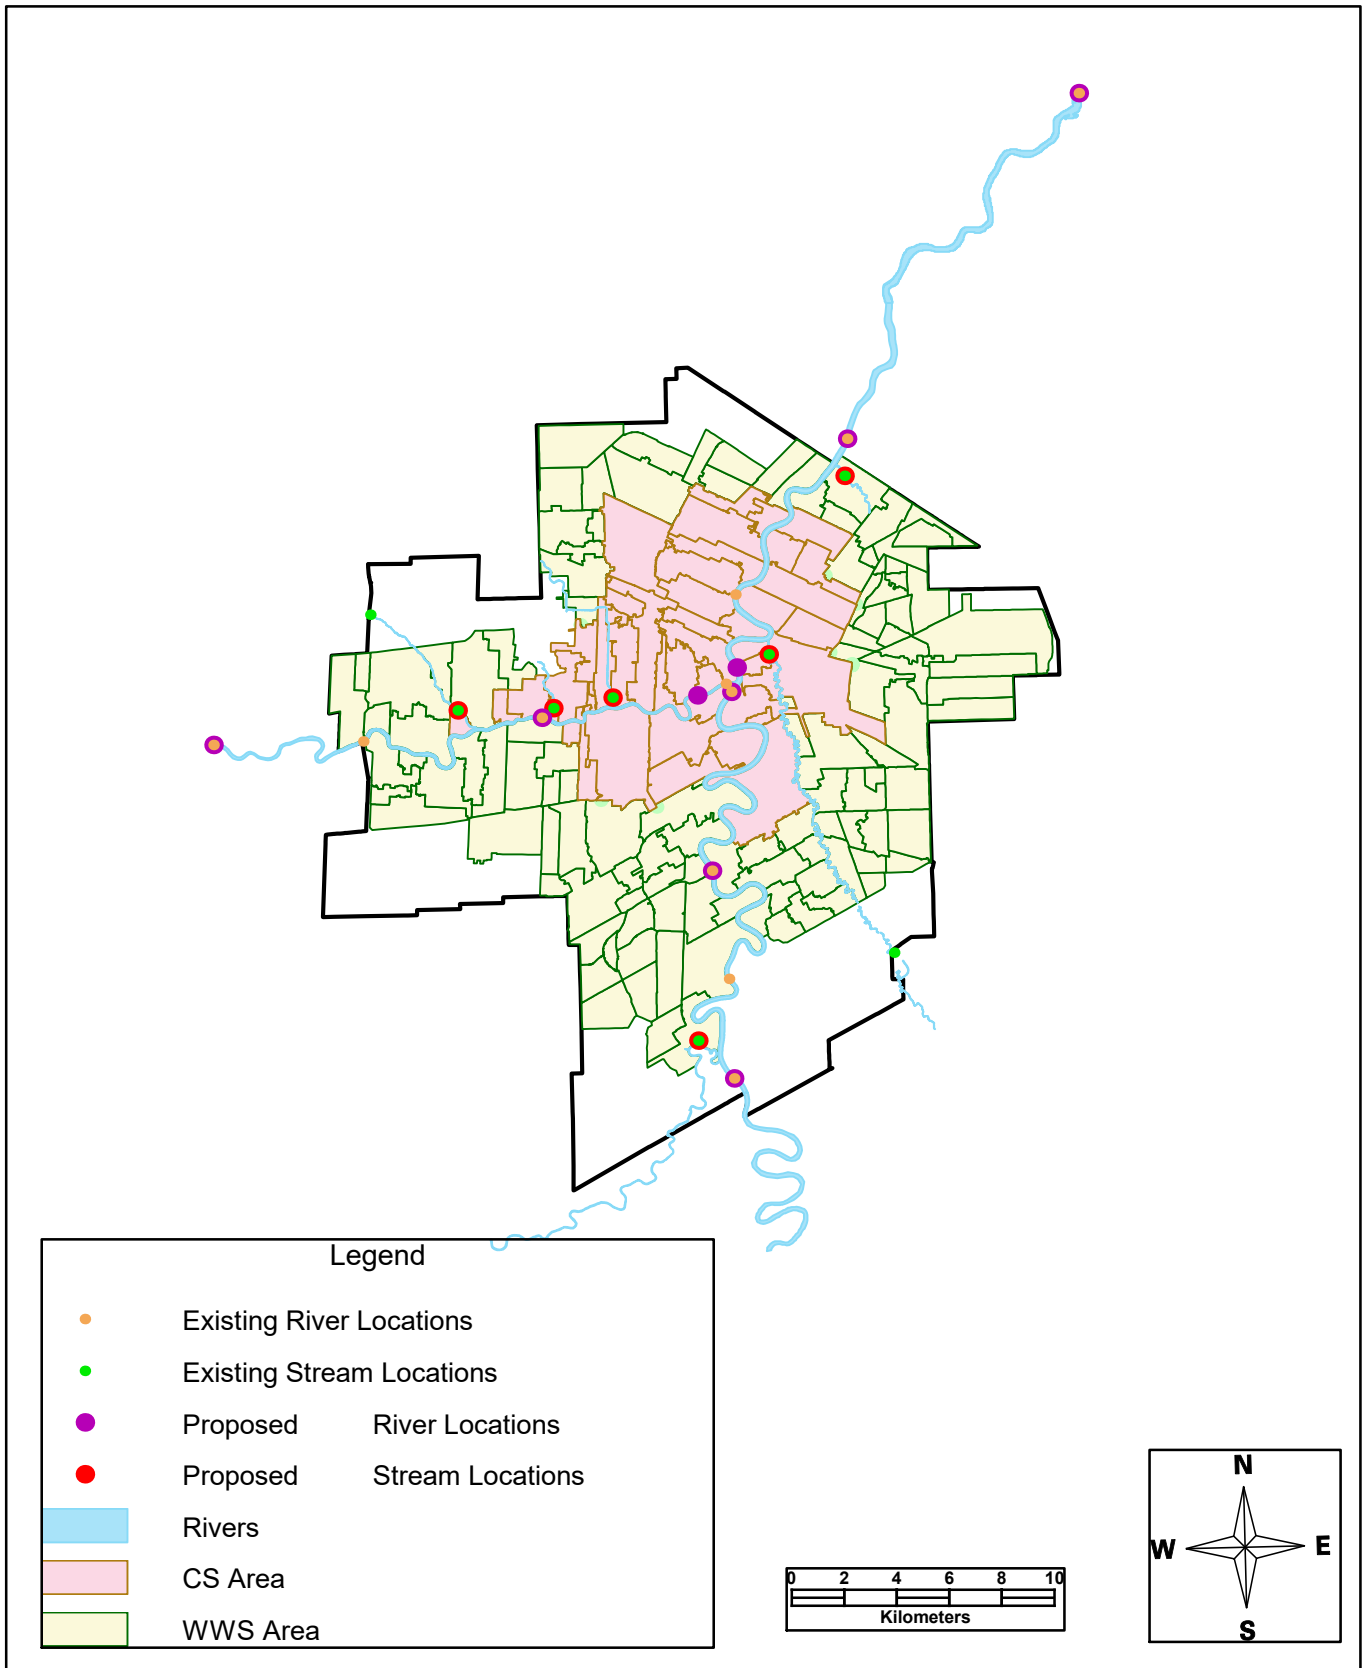 Legend
Existing River Locations
Existing Stream Locations
Proposed River Locations
Proposed Stream Locations
Rivers
CS Area
WWS Area
0 2 4 6 8 10
Kilometers
N
W E
S